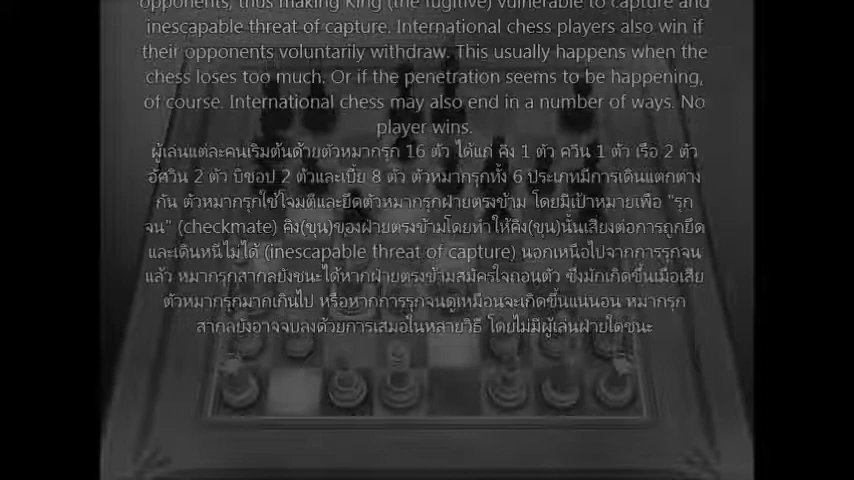 opponents, thus making King (the fugitive) vulnerable to capture and
inescapable threat of capture. International chess players also win if
their opponents voluntarily withdraw. This usually happens when the
chess loses too much. Or if the penetration seems to be happening,
of course. International chess may also end in a number of ways. No
player wins.
ผู้เล่นแต่ละคนเริ่มต้นด้วยตัวหมากรุก 16 ตัว ได้แก่ คิง 1 ตัว ควีน 1 ตัว เรือ 2 ตัว
อัศวิน 2 ตัว บิชอป 2 ตัวและเบี้ย 8 ตัว ตัวหมากรุกทั้ง 6 ประเภทมีการเดินแตกต่าง
กัน ตัวหมากรุกใช้โจมตีและยึดตัวหมากรุกฝ่ายตรงข้าม โดยมีเป้าหมายเพื่อ "รุก
จน" (checkmate) คิง(ขุน)ของฝ่ายตรงข้ามโดยทำให้คิง(ขุน)นั้นเสี่ยงต่อการถูกยึด
และเดินหนีไม่ได้ (inescapable threat of capture) นอกเหนือไปจากการรุกจน
แล้ว หมากรุกสากลยังชนะได้หากฝ่ายตรงข้ามสมัครใจถอนตัว ซึ่งมักเกิดขึ้นเมื่อเสีย
ตัวหมากรุกมากเกินไป หรือหากการรุกจนดูเหมือนจะเกิดขึ้นแน่นอน หมากรุก
สากลยังอาจจบลงด้วยการเสมอในหลายวิธี โดยไม่มีผู้เล่นฝ่ายใดชนะ